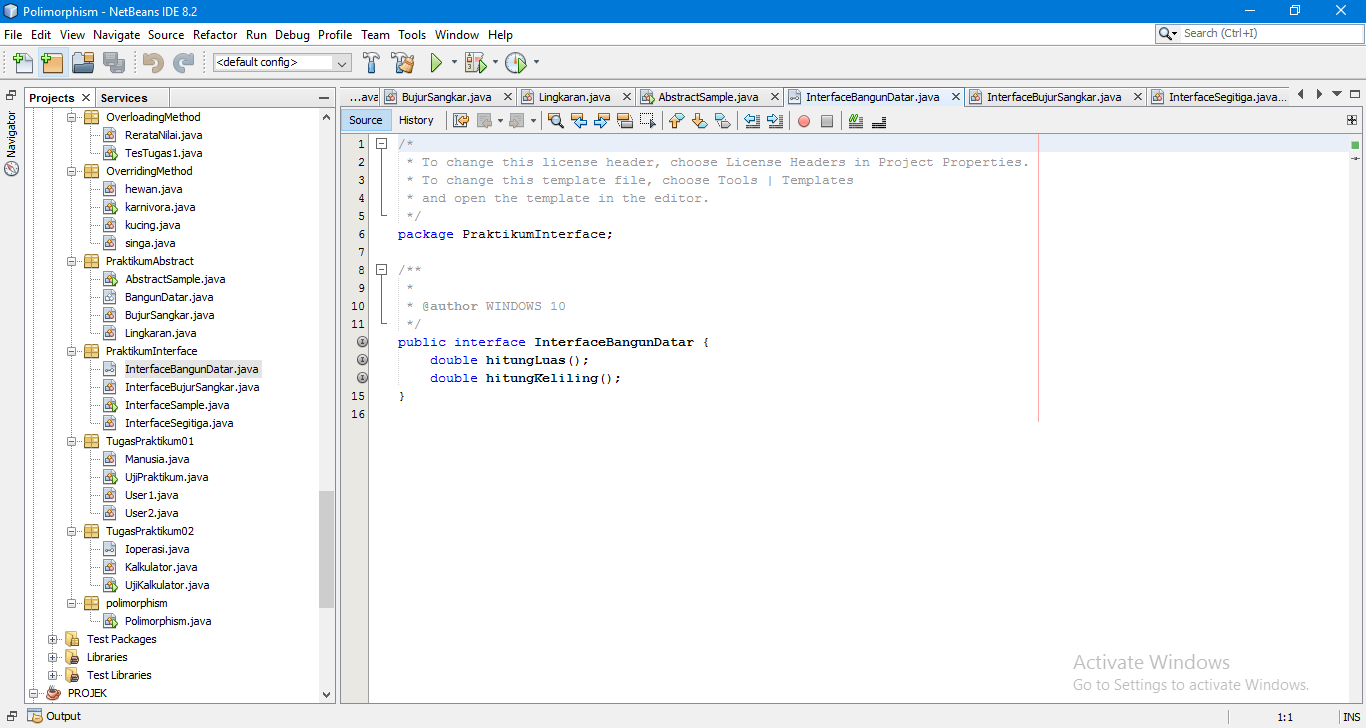 Polimorphism - NetBeans IDE 8.2
File Edit View Navigate Source Refactor Run Debug Profile Team Tools Window Help
Search (Ctrl+I)
<default config>
Navigator
Projects Services
OverloadingMethod
RerataNilai.java
TesTugas1.java
OverridingMethod
hewan.java
karnivora.java
kucing.java
singa.java
PraktikumAbstract
AbstractSample.java
BangunDatar.java
BujurSangkar.java
Lingkaran.java
PraktikumInterface
InterfaceBangunDatar.java
InterfaceBujurSangkar.java
InterfaceSample.java
InterfaceSegitiga.java
TugasPraktikum01
Manusia.java
UjiPraktikum.java
User1.java
User2.java
TugasPraktikum02
Ioperasi.java
Kalkulator.java
UjiKalkulator.java
polimorphism
Polimorphism.java
Test Packages
Libraries
Test Libraries
PROJEK
...ava BujurSangkar.java Lingkaran.java AbstractSample.java InterfaceBangunDatar.java InterfaceBujurSangkar.java InterfaceSegitiga.java...
Source History
1 /*
2 * To change this license header, choose License Headers in Project Properties.
3 * To change this template file, choose Tools | Templates
4 * and open the template in the editor.
5 */
6 package PraktikumInterface;
7
8 /**
9 *
10 * @author WINDOWS 10
11 */
public interface InterfaceBangunDatar {
double hitungLuas();
double hitungKeliling();
15 }
16
Activate Windows
Go to Settings to activate Windows.
Output
1:1 INS